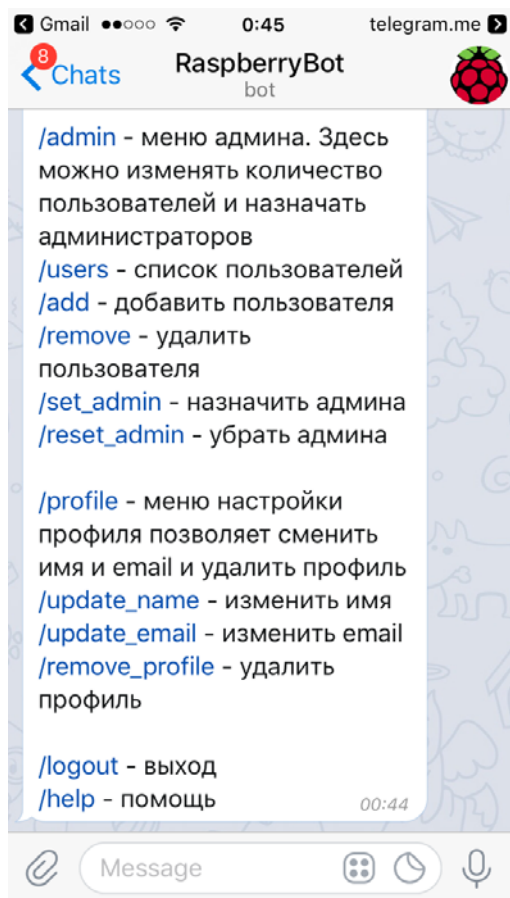 Gmail 0:45 telegram.me
8
Chats RaspberryBot
bot
/admin - меню админа. Здесь
можно изменять количество
пользователей и назначать
администраторов
/users - список пользователей
/add - добавить пользователя
/remove - удалить
пользователя
/set_admin - назначить админа
/reset_admin - убрать админа
/profile - меню настройки
профиля позволяет сменить
имя и email и удалить профиль
/update_name - изменить имя
/update_email - изменить email
/remove_profile - удалить
профиль
/logout - выход
/help - помощь 00:44
Message